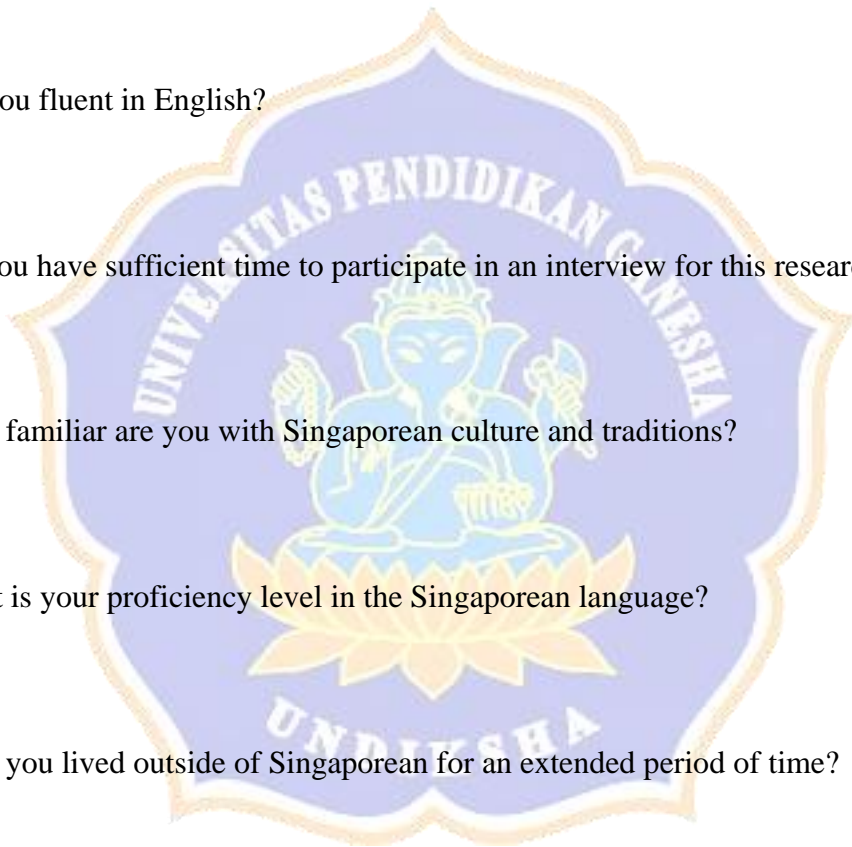 ou fluent in English?
UNIVERSITAS PENDIDIKAN GANESHA
ou have sufficient time to participate in an interview for this resear
familiar are you with Singaporean culture and traditions?
t is your proficiency level in the Singaporean language?
UNDIKSHA
you lived outside of Singaporean for an extended period of time?